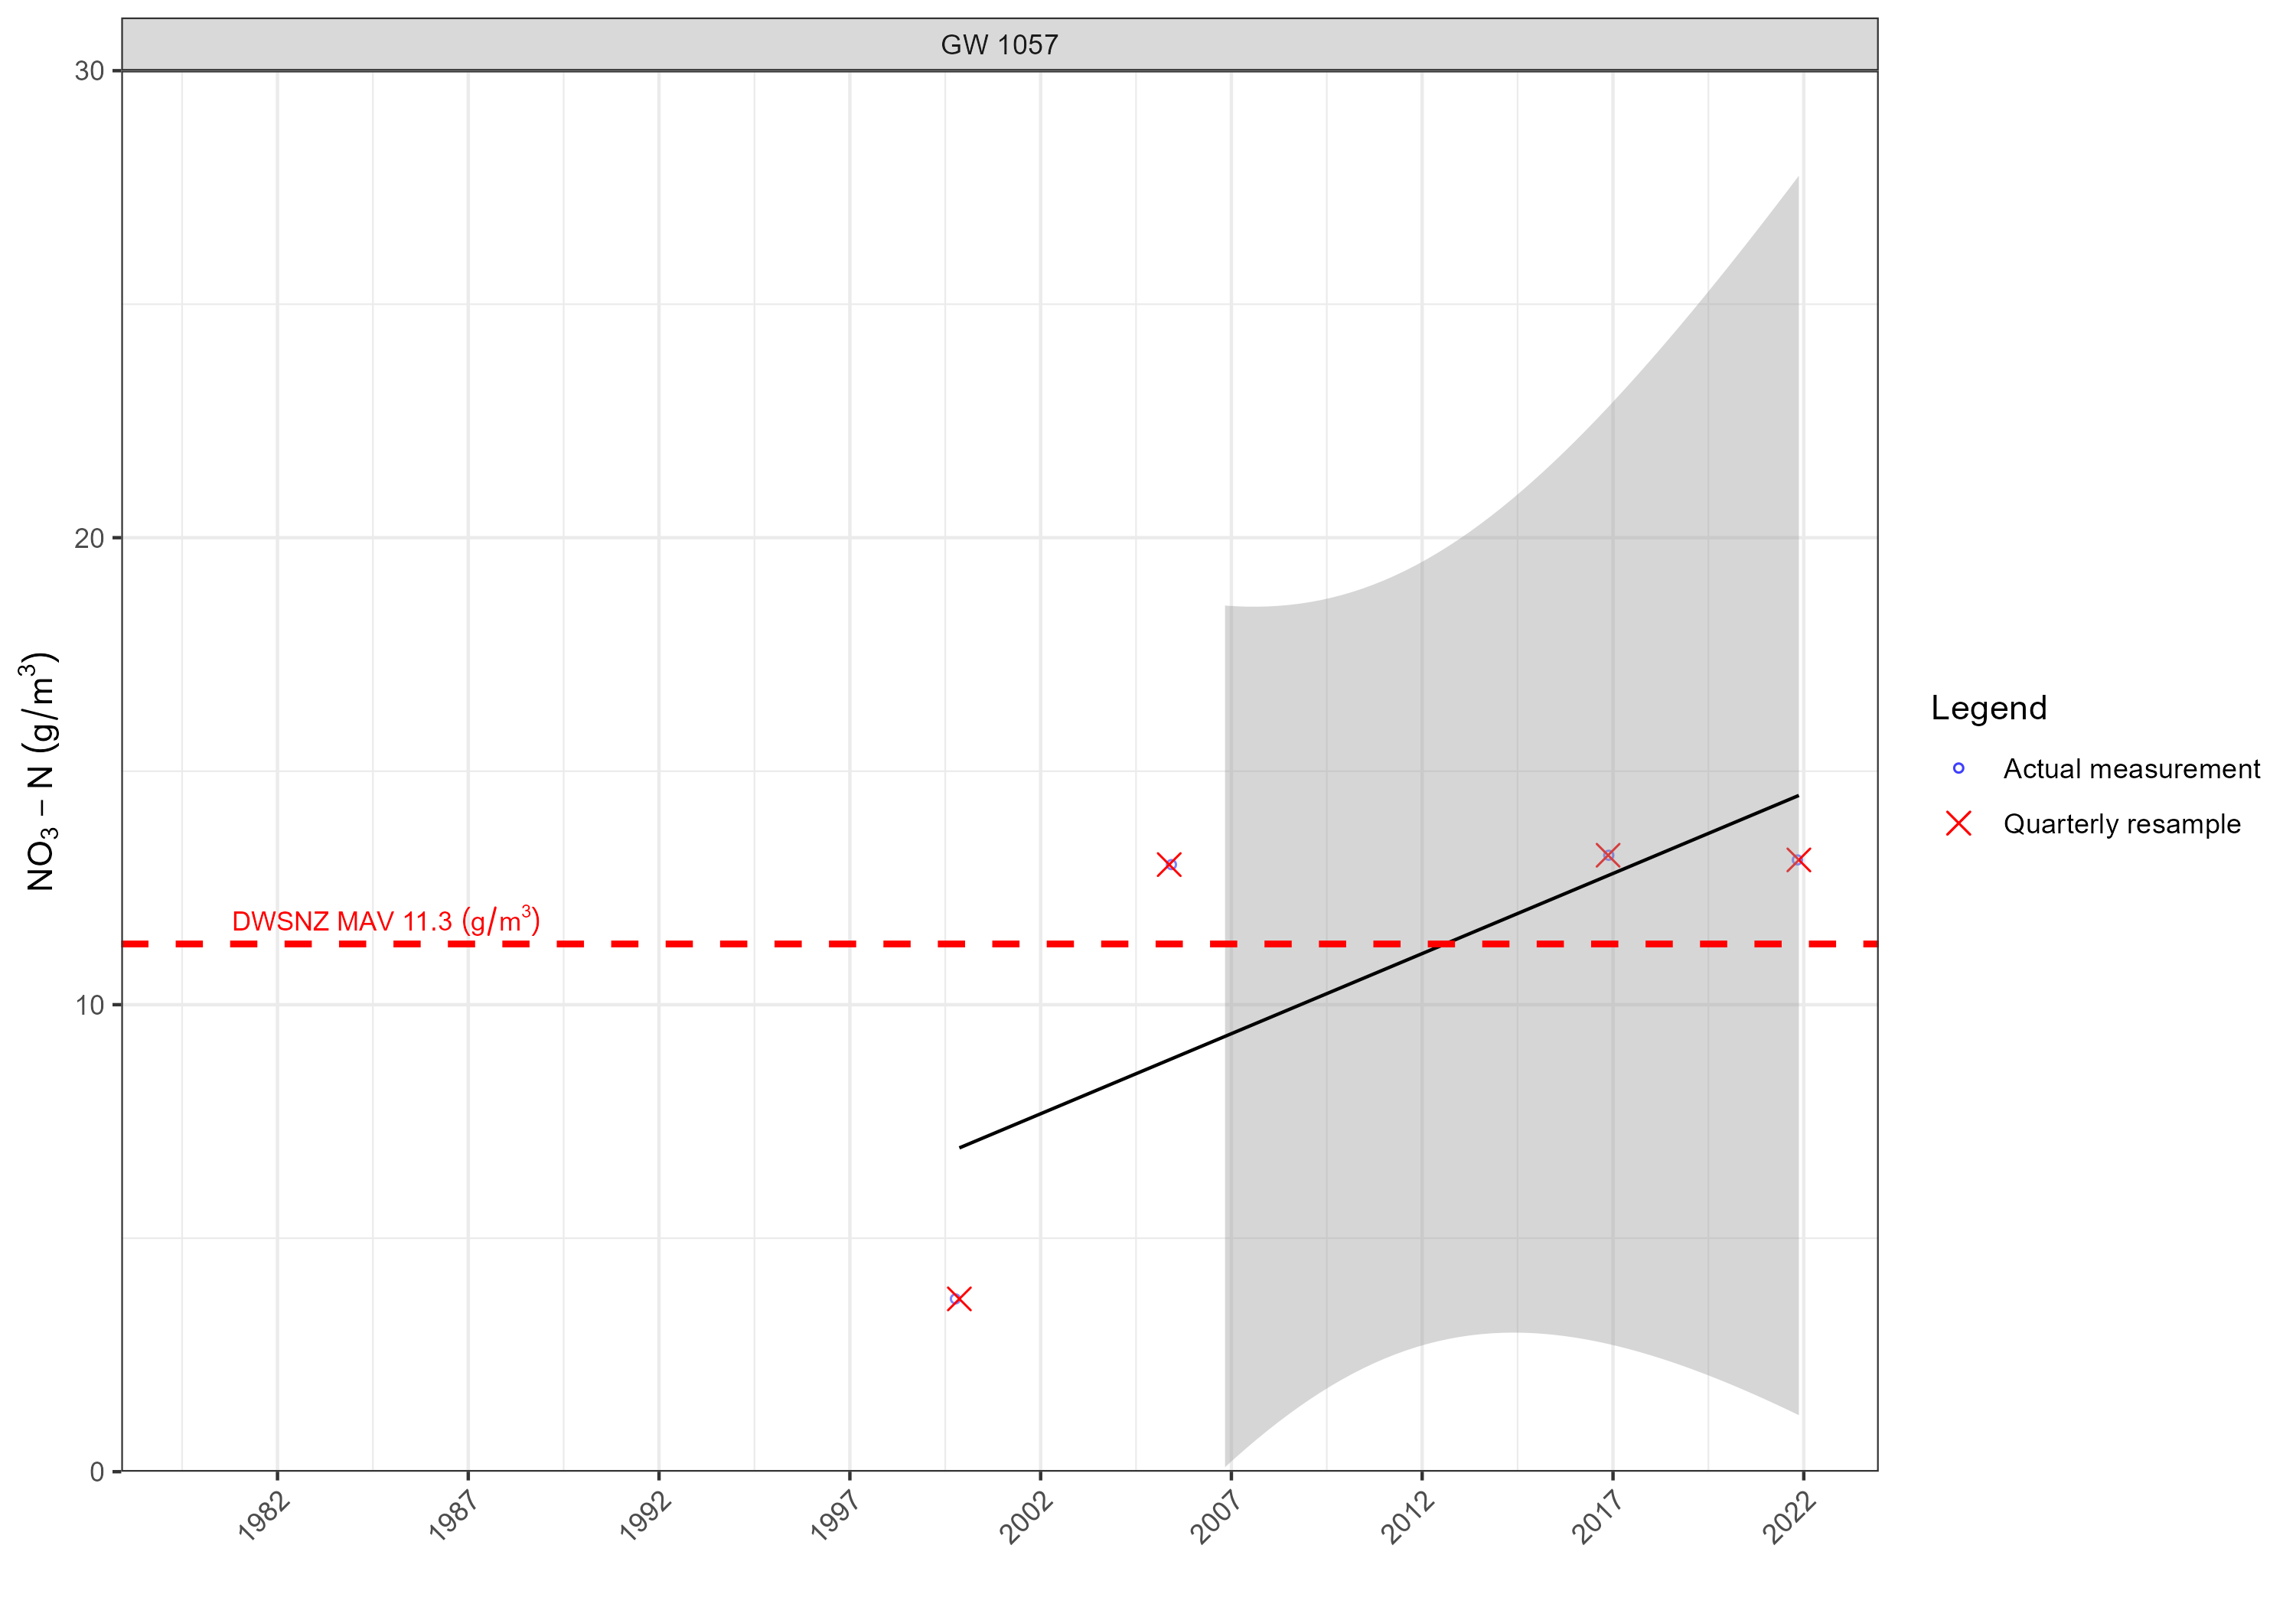 GW 1057
30
20
10
0
NO₃ – N (g/m³)
DWSNZ MAV 11.3 (g/m³)
1982
1987
1992
1997
2002
2007
2012
2017
2022
Legend
Actual measurement
Quarterly resample